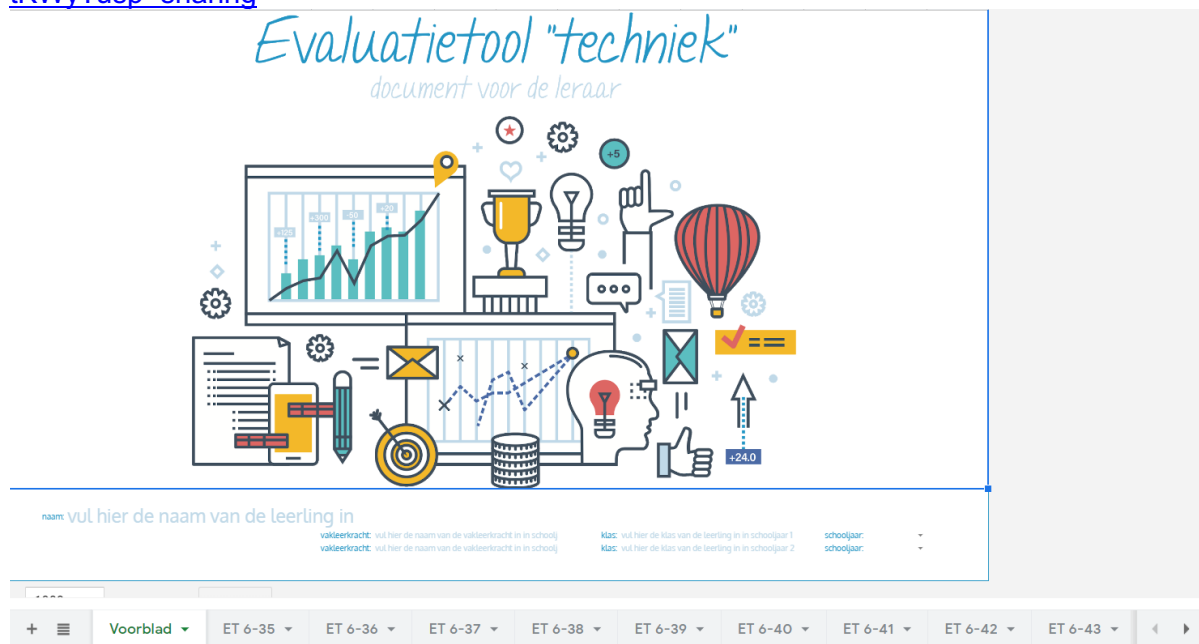 Evaluatietool "techniek"
document voor de leraar
+5
+125
+300
-50
+20
+24.0
naam: vul hier de naam van de leerling in
vakleerkracht: vul hier de naam van de vakleerkracht in in schoolj klas: vul hier de klas van de leerling in in schooljaar 1 schooljaar:
vakleerkracht: vul hier de naam van de vakleerkracht in in schoolj klas: vul hier de klas van de leerling in in schooljaar 2 schooljaar:
Voorblad ET 6-35 ET 6-36 ET 6-37 ET 6-38 ET 6-39 ET 6-40 ET 6-41 ET 6-42 ET 6-43